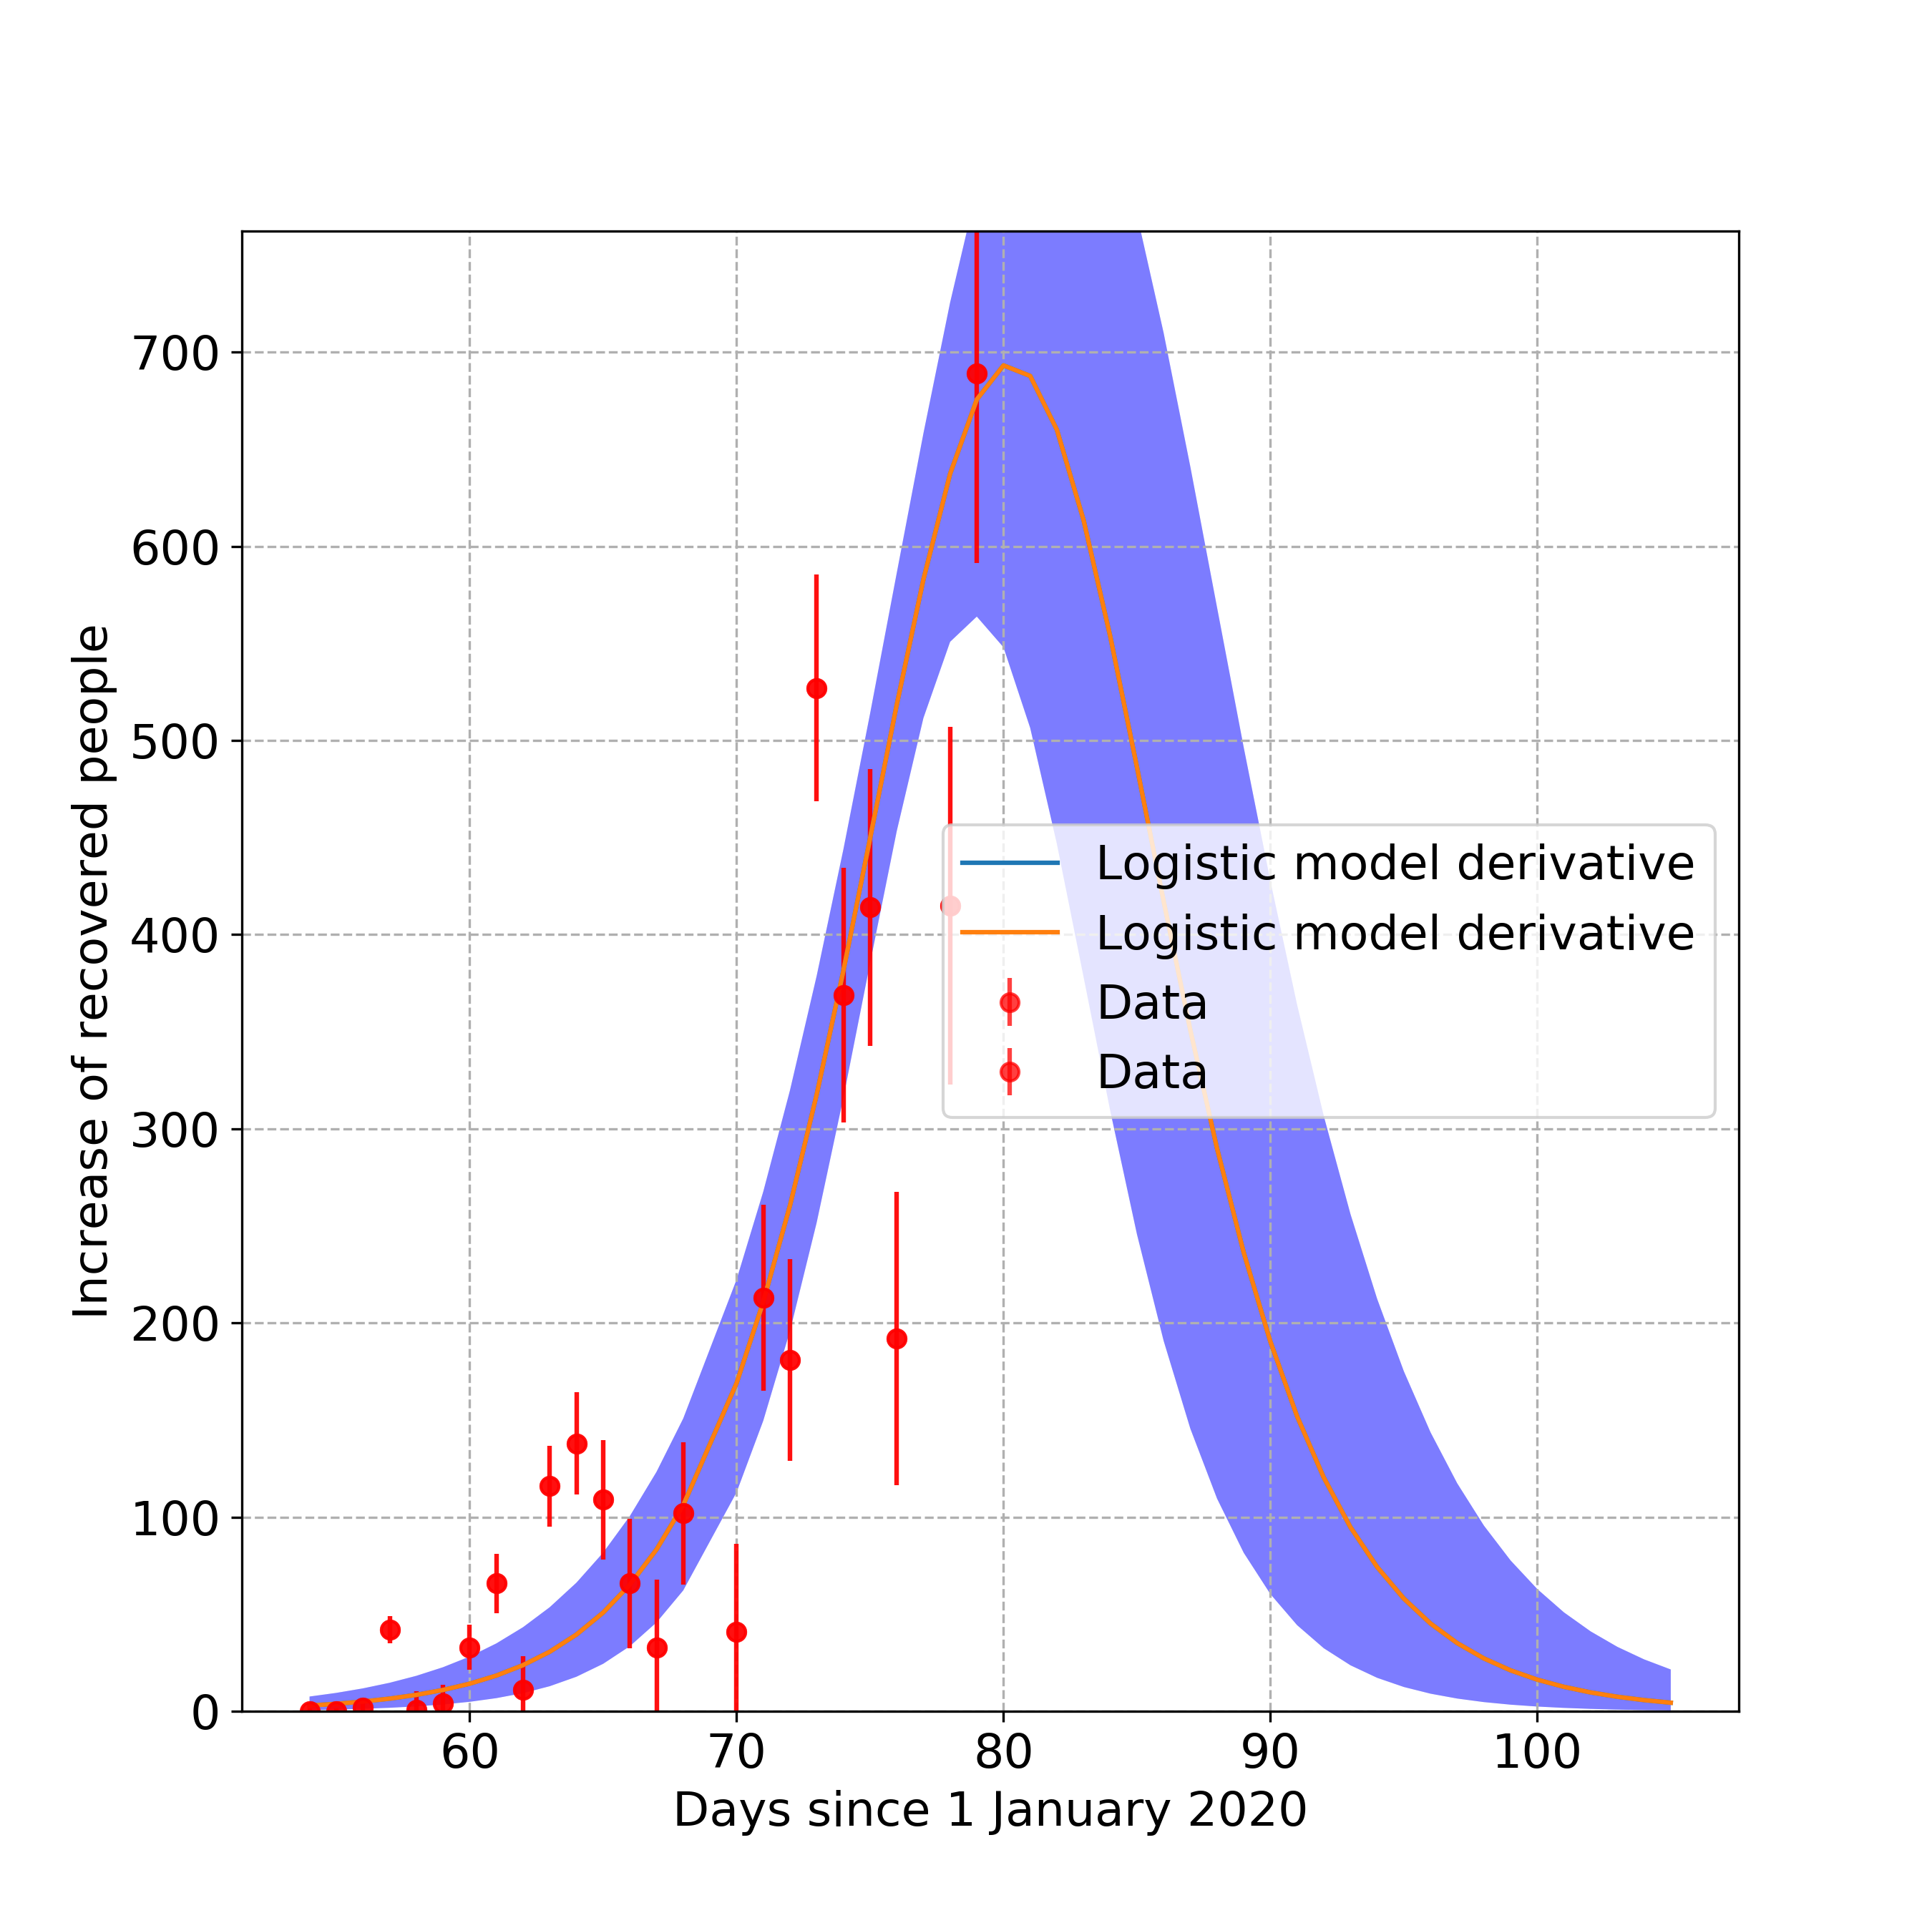 700
600
500
400
300
200
100
0
Increase of recovered people
Logistic model derivative
Logistic model derivative
Data
Data
60 70 80 90 100
Days since 1 January 2020